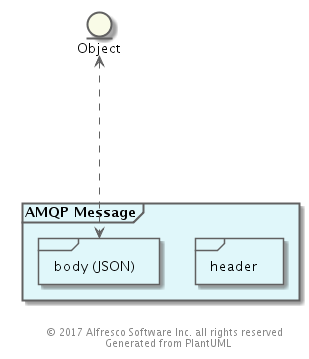 Object
AMQP Message
body (JSON)
header
© 2017 Alfresco Software Inc. all rights reserved
Generated from PlantUML